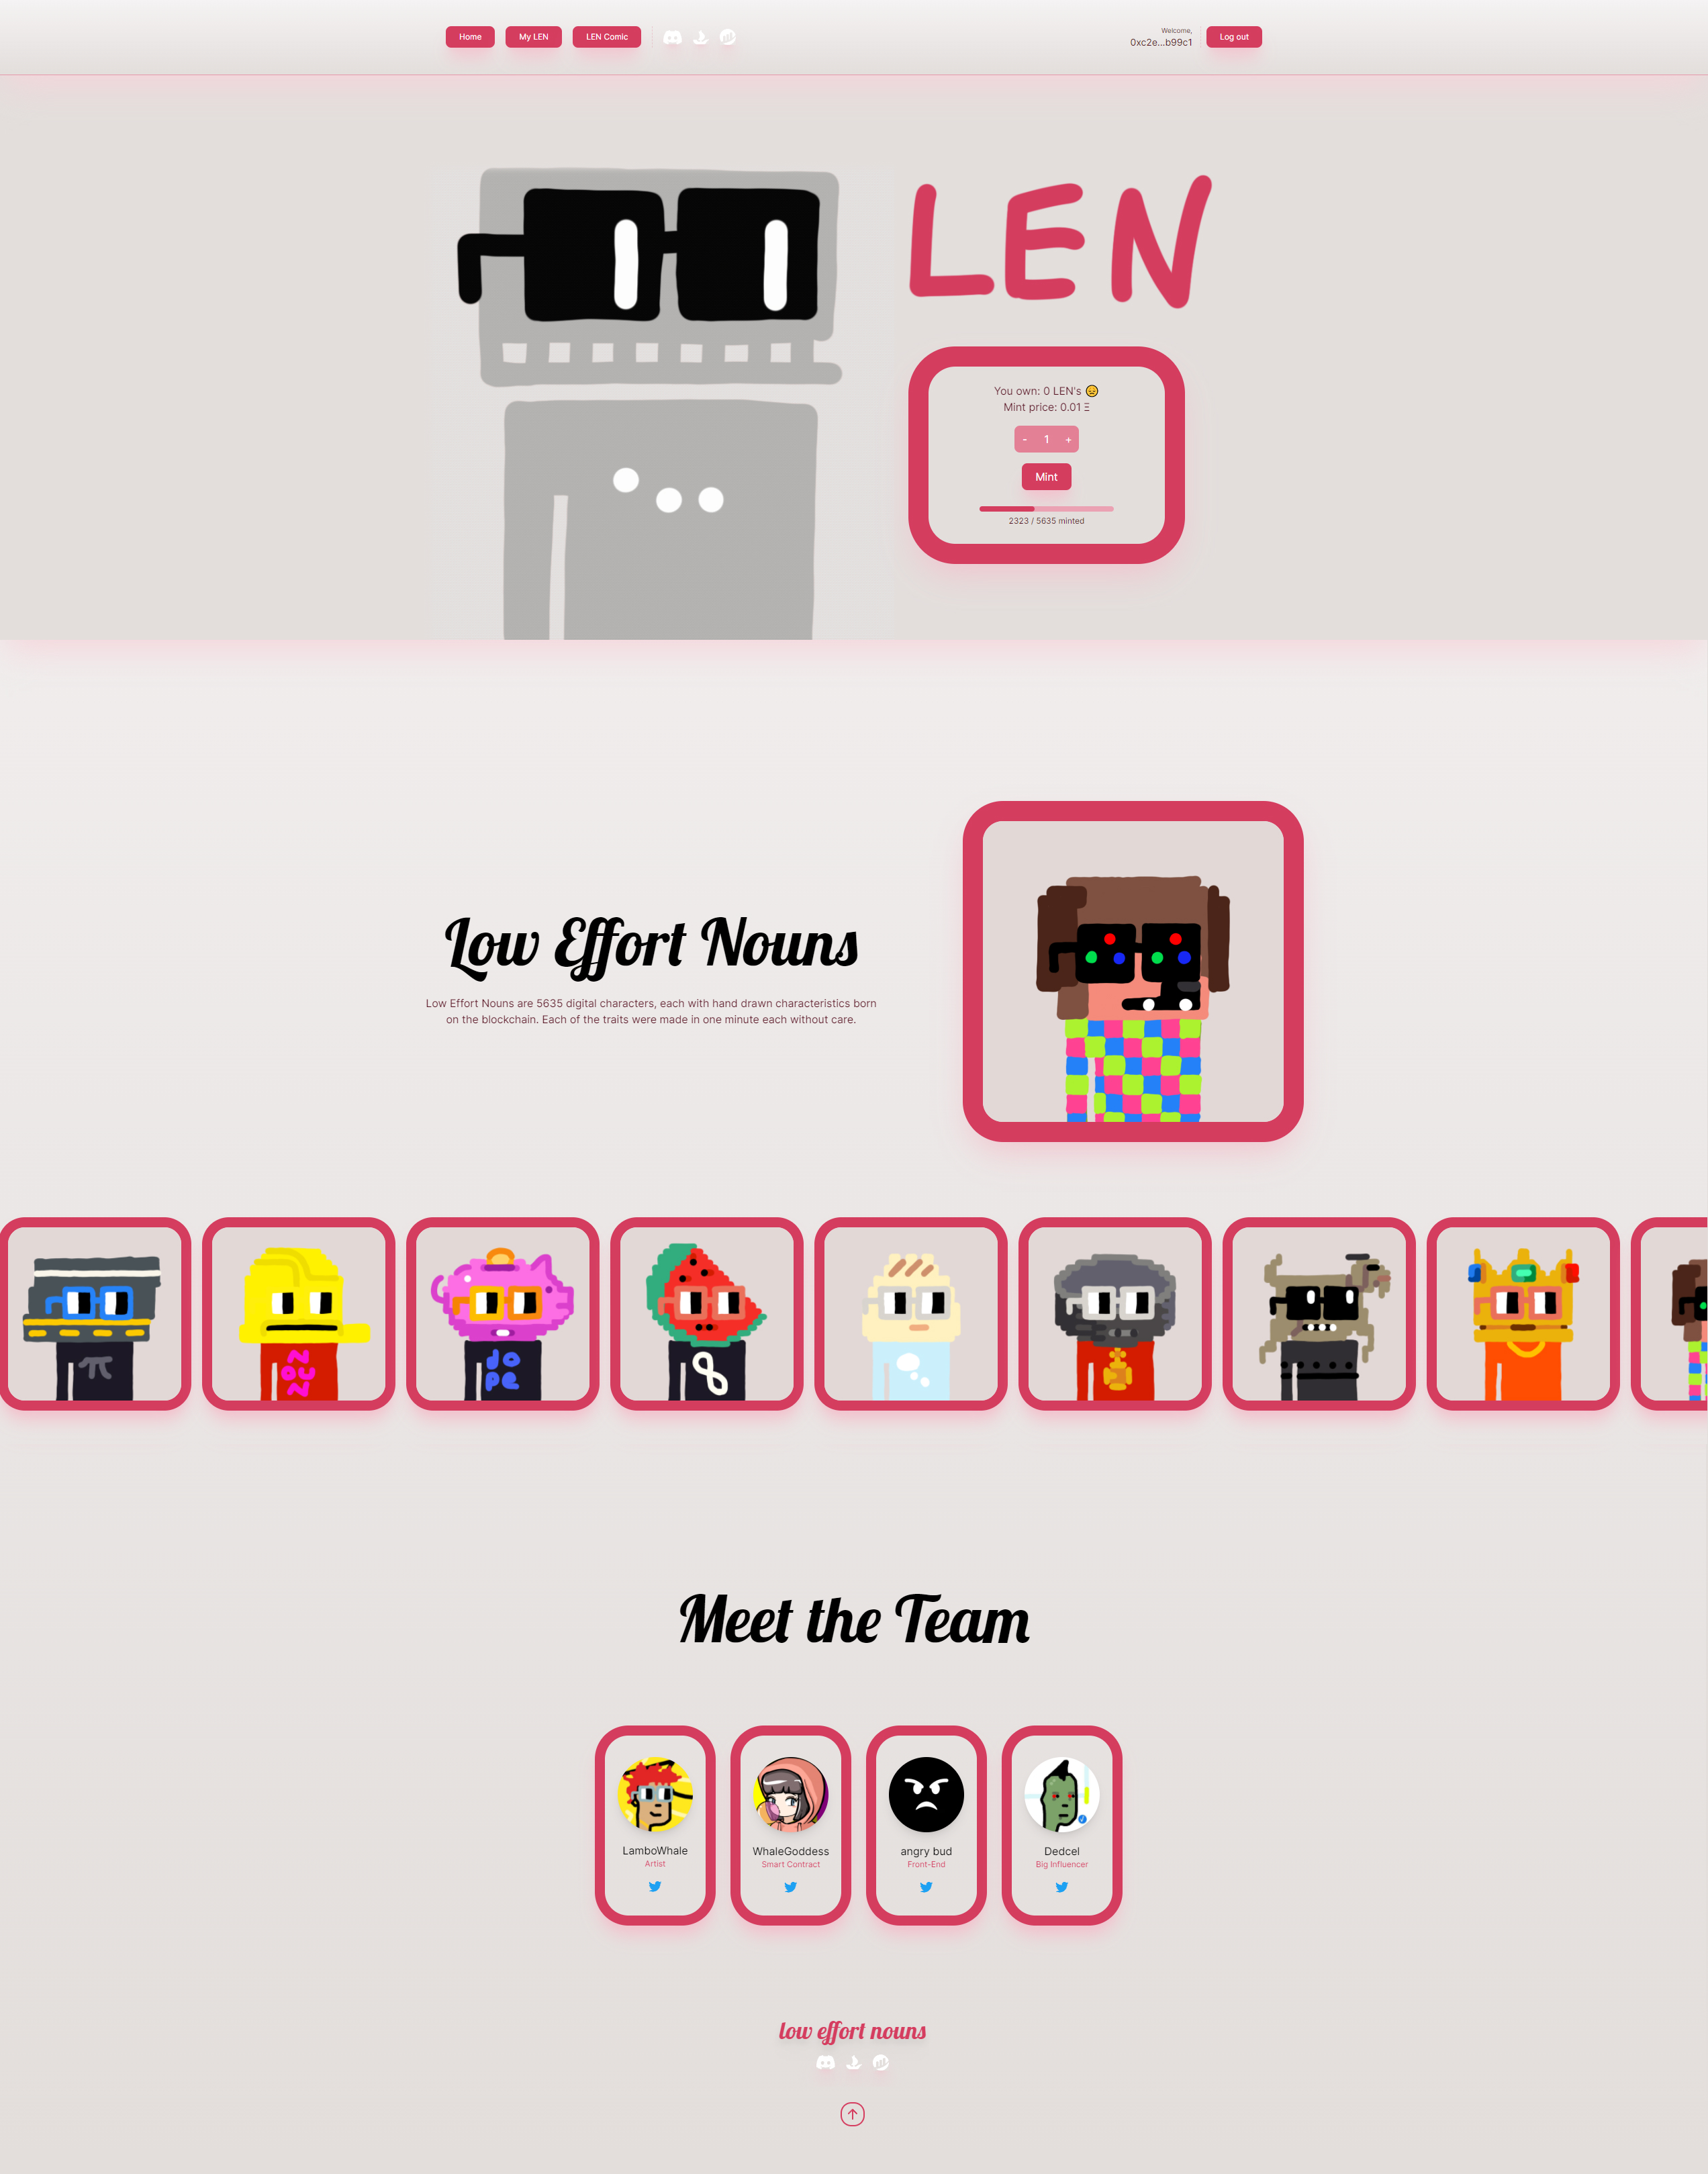 Home
My LEN
LEN Comic
Welcome,
0xc2e...b99c1
Log out
LEN
You own: 0 LEN's 😣
Mint price: 0.01 Ξ
- 1 +
Mint
2323 / 5635 minted
Low Effort Nouns
Low Effort Nouns are 5635 digital characters, each with hand drawn characteristics born
on the blockchain. Each of the traits were made in one minute each without care.
π
N
OU
N
do
pe
Meet the Team
LamboWhale
Artist
WhaleGoddess
Smart Contract
angry bud
Front-End
Dedcel
Big Influencer
low effort nouns